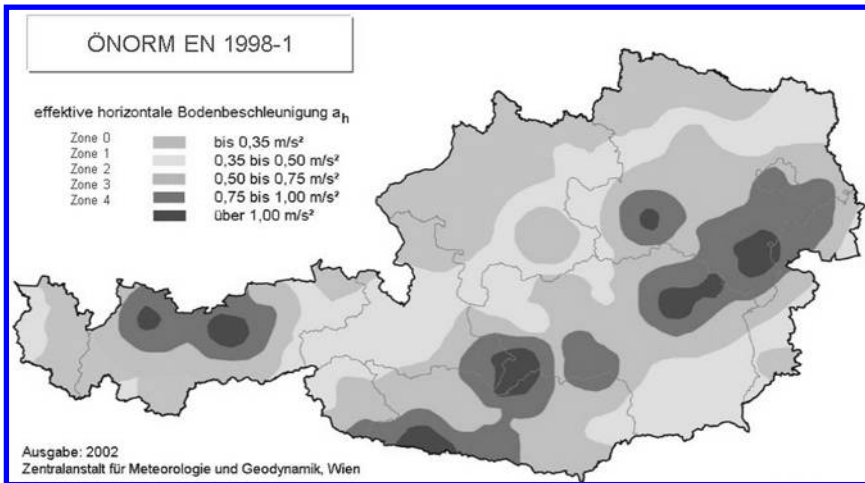 ÖNORM EN 1998-1
effektive horizontale Bodenbeschleunigung ah
Zone 0 bis 0,35 m/s²
Zone 1 0,35 bis 0,50 m/s²
Zone 2 0,50 bis 0,75 m/s²
Zone 3 0,75 bis 1,00 m/s²
Zone 4 über 1,00 m/s²
Ausgabe: 2002
Zentralanstalt für Meteorologie und Geodynamik, Wien